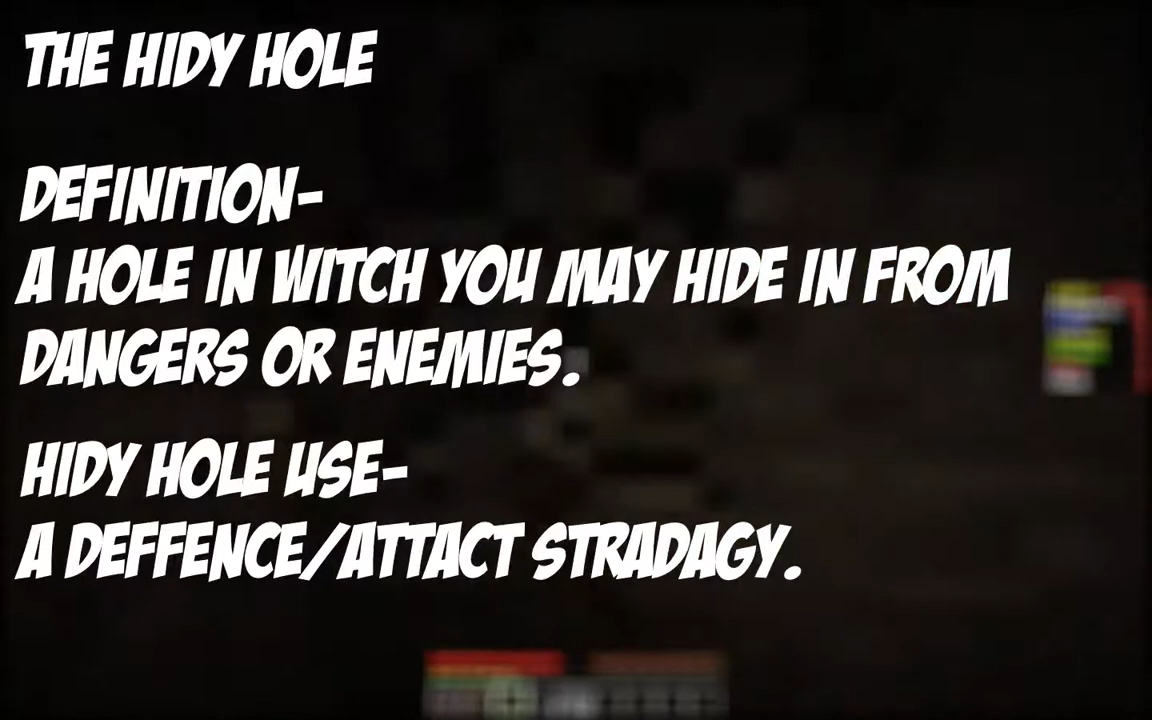 THE HIDY HOLE
DEFINITION-
A HOLE IN WITCH YOU MAY HIDE IN FROM
DANGERS OR ENEMIES.
HIDY HOLE USE-
A DEFFENCE/ATTACT STRADAGY.